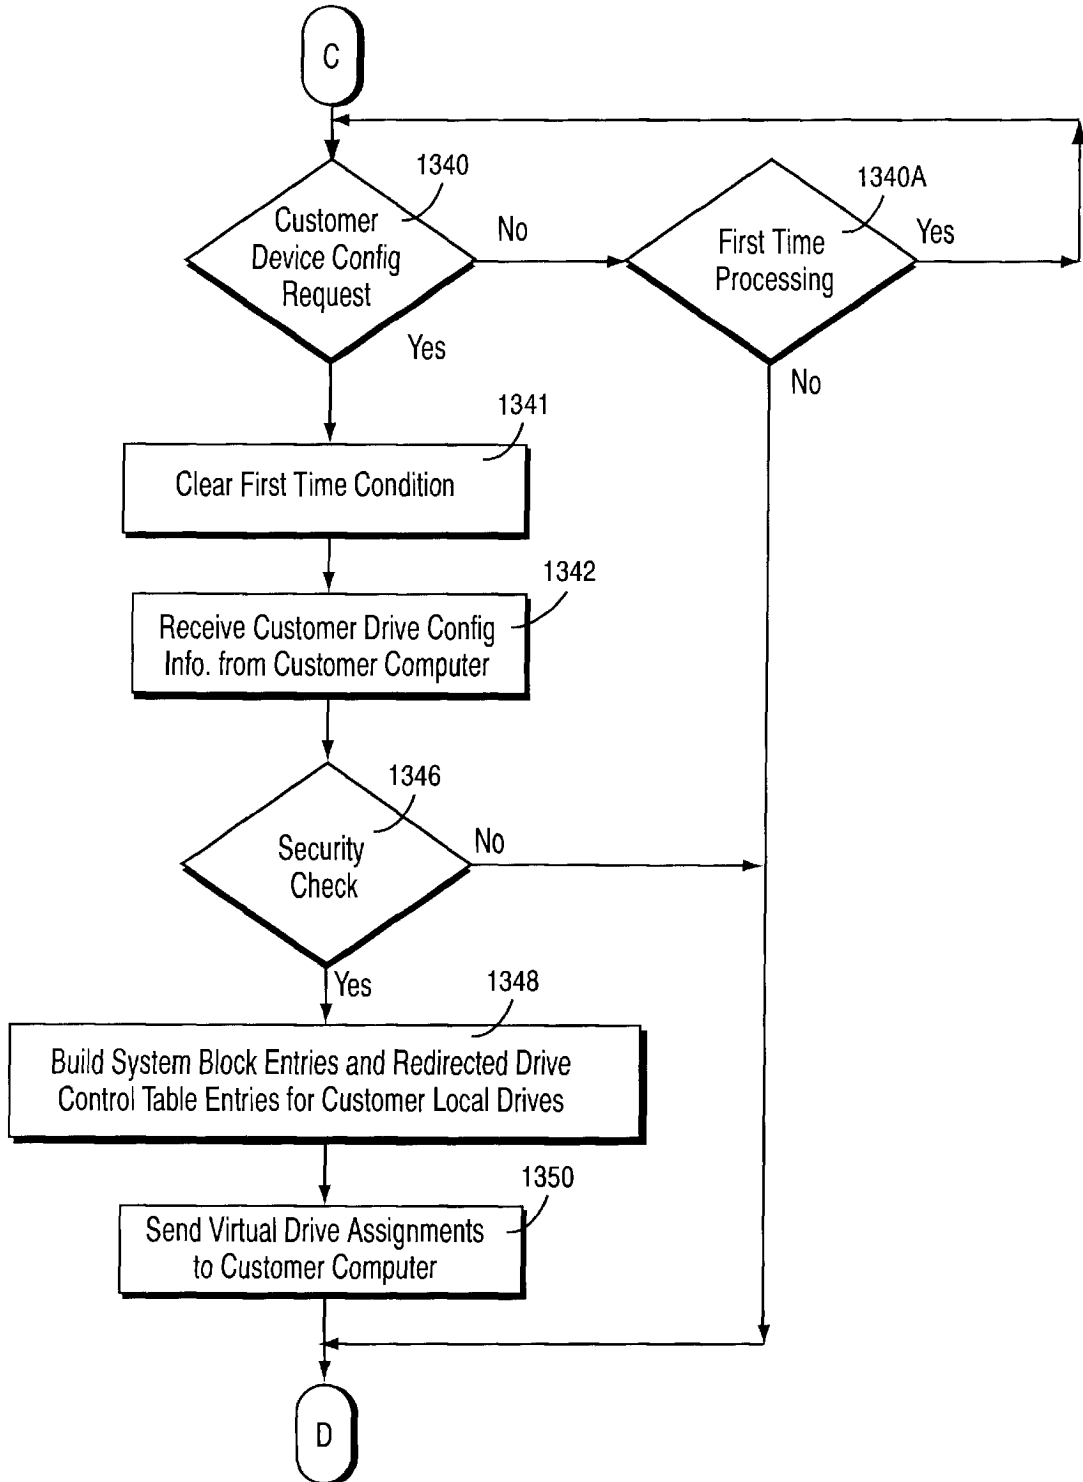 C
1340
Customer
Device Config
Request
No
Yes
1340A
First Time
Processing
Yes
No
1341
Clear First Time Condition
1342
Receive Customer Drive Config
Info. from Customer Computer
1346
Security
Check
No
Yes
1348
Build System Block Entries and Redirected Drive
Control Table Entries for Customer Local Drives
1350
Send Virtual Drive Assignments
to Customer Computer
D